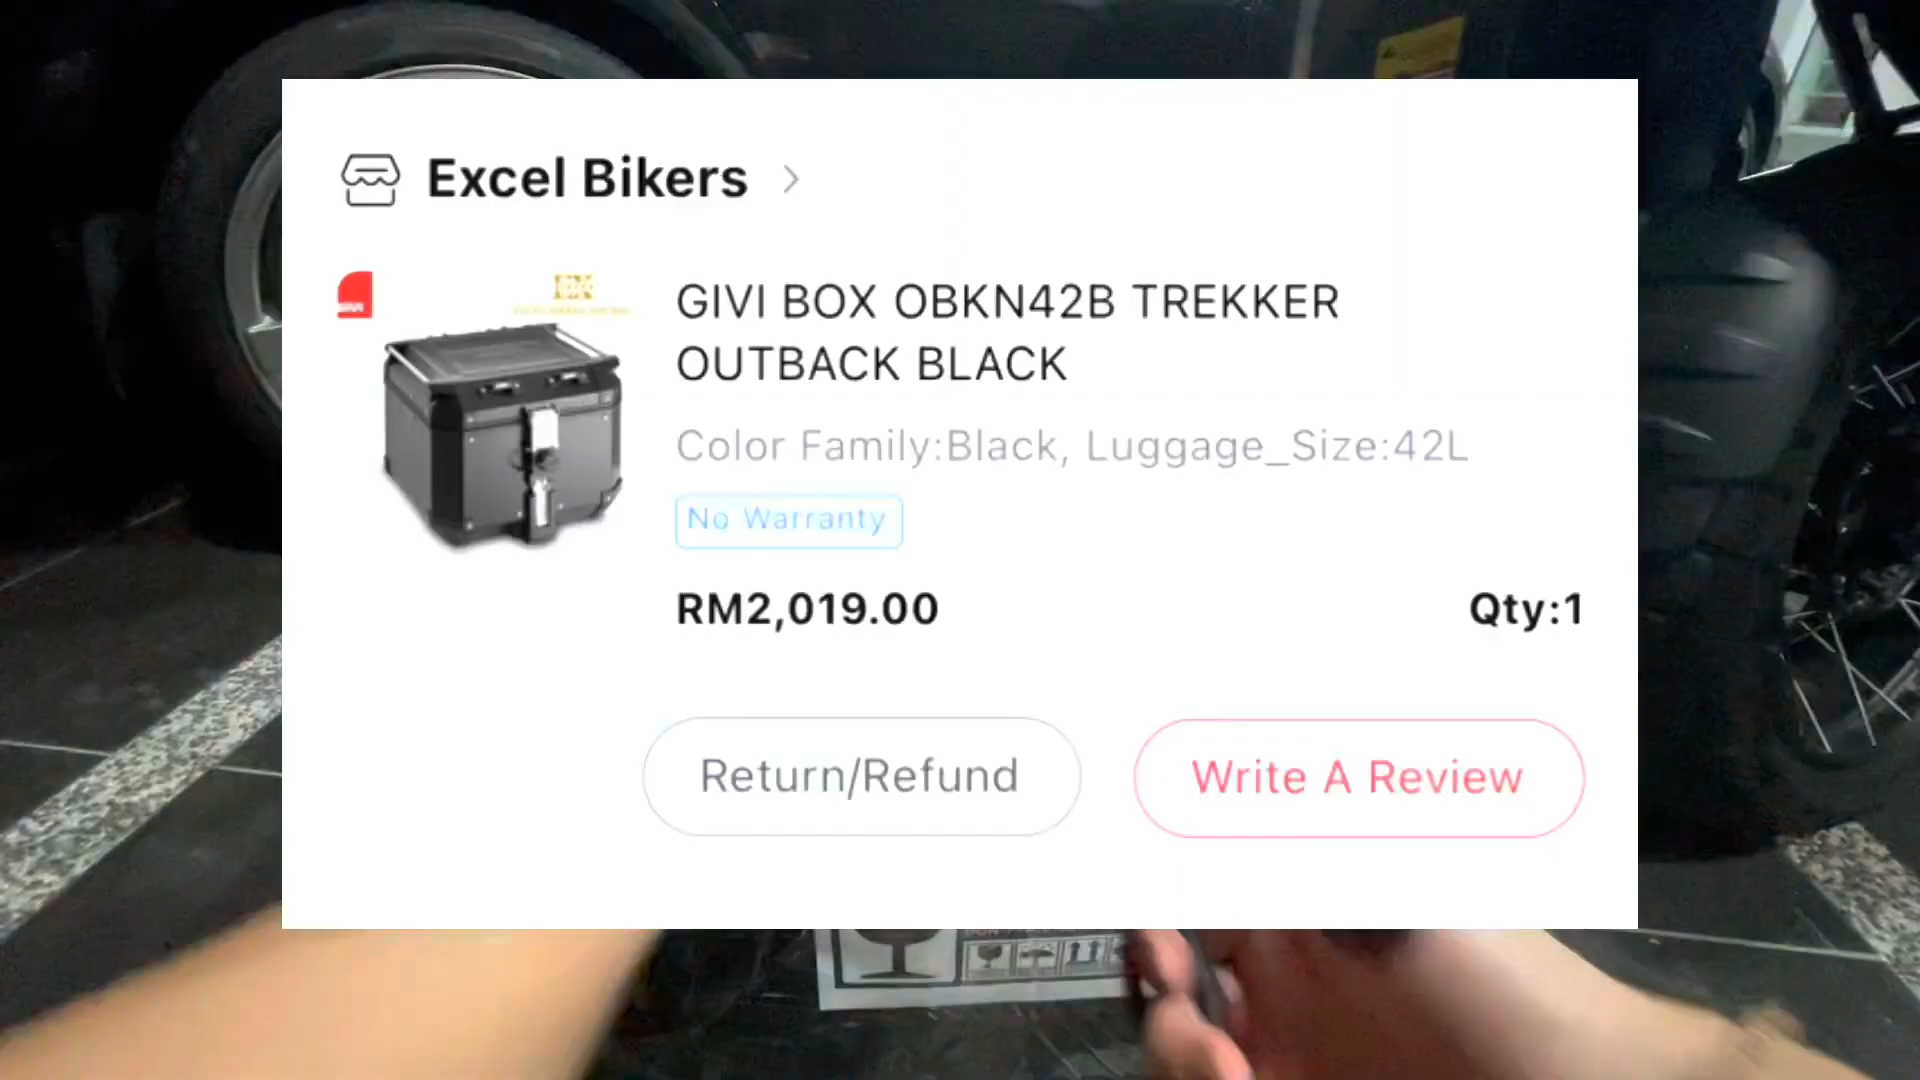 Excel Bikers
GIVI
GIVI BOX OBKN42B TREKKER
OUTBACK BLACK
Color Family:Black, Luggage_Size:42L
No Warranty
RM2,019.00
Qty:1
Return/Refund
Write A Review